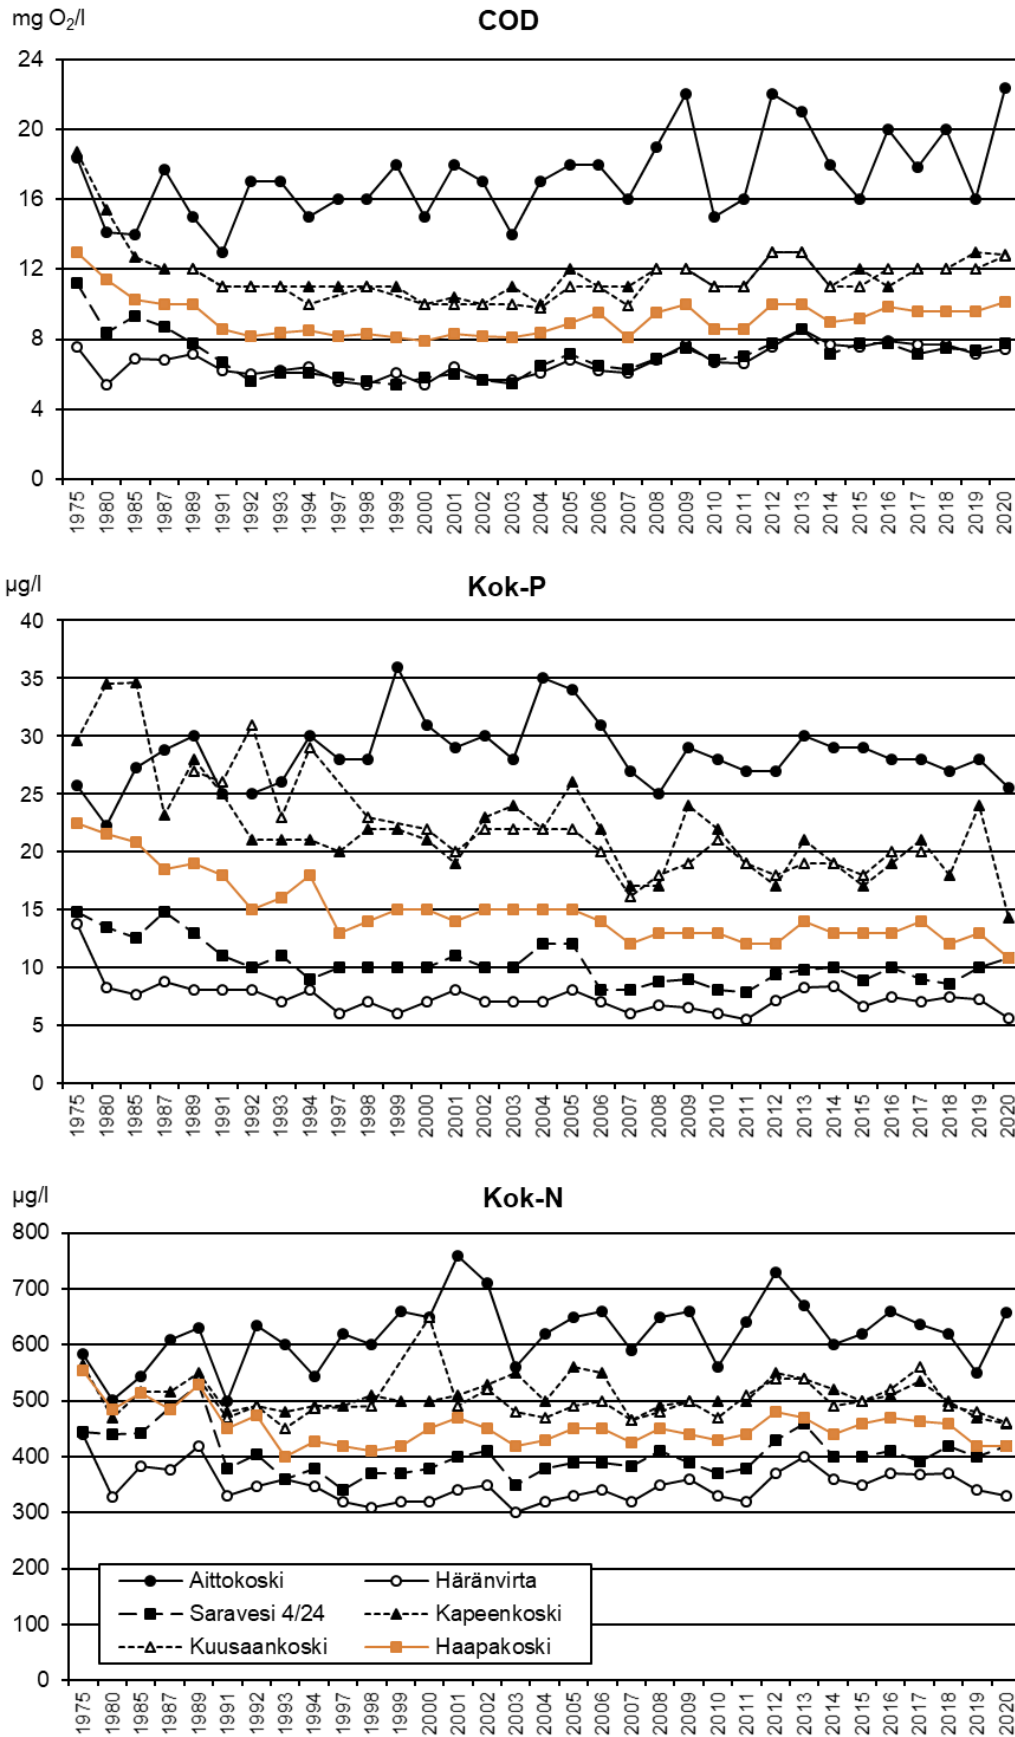 mg O₂/l
COD
24
20
16
12
8
4
0
1975 1980 1985 1987 1989 1991 1992 1993 1994 1997 1998 1999 2000 2001 2002 2003 2004 2005 2006 2007 2008 2009 2010 2011 2012 2013 2014 2015 2016 2017 2018 2019 2020
µg/l
Kok-P
40
35
30
25
20
15
10
5
0
1975 1980 1985 1987 1989 1991 1992 1993 1994 1997 1998 1999 2000 2001 2002 2003 2004 2005 2006 2007 2008 2009 2010 2011 2012 2013 2014 2015 2016 2017 2018 2019 2020
µg/l
Kok-N
800
700
600
500
400
300
200
100
0
Aittokoski Häränvirta
Saravesi 4/24 Kapeenkoski
Kuusaankoski Haapakoski
1975 1980 1985 1987 1989 1991 1992 1993 1994 1997 1998 1999 2000 2001 2002 2003 2004 2005 2006 2007 2008 2009 2010 2011 2012 2013 2014 2015 2016 2017 2018 2019 2020